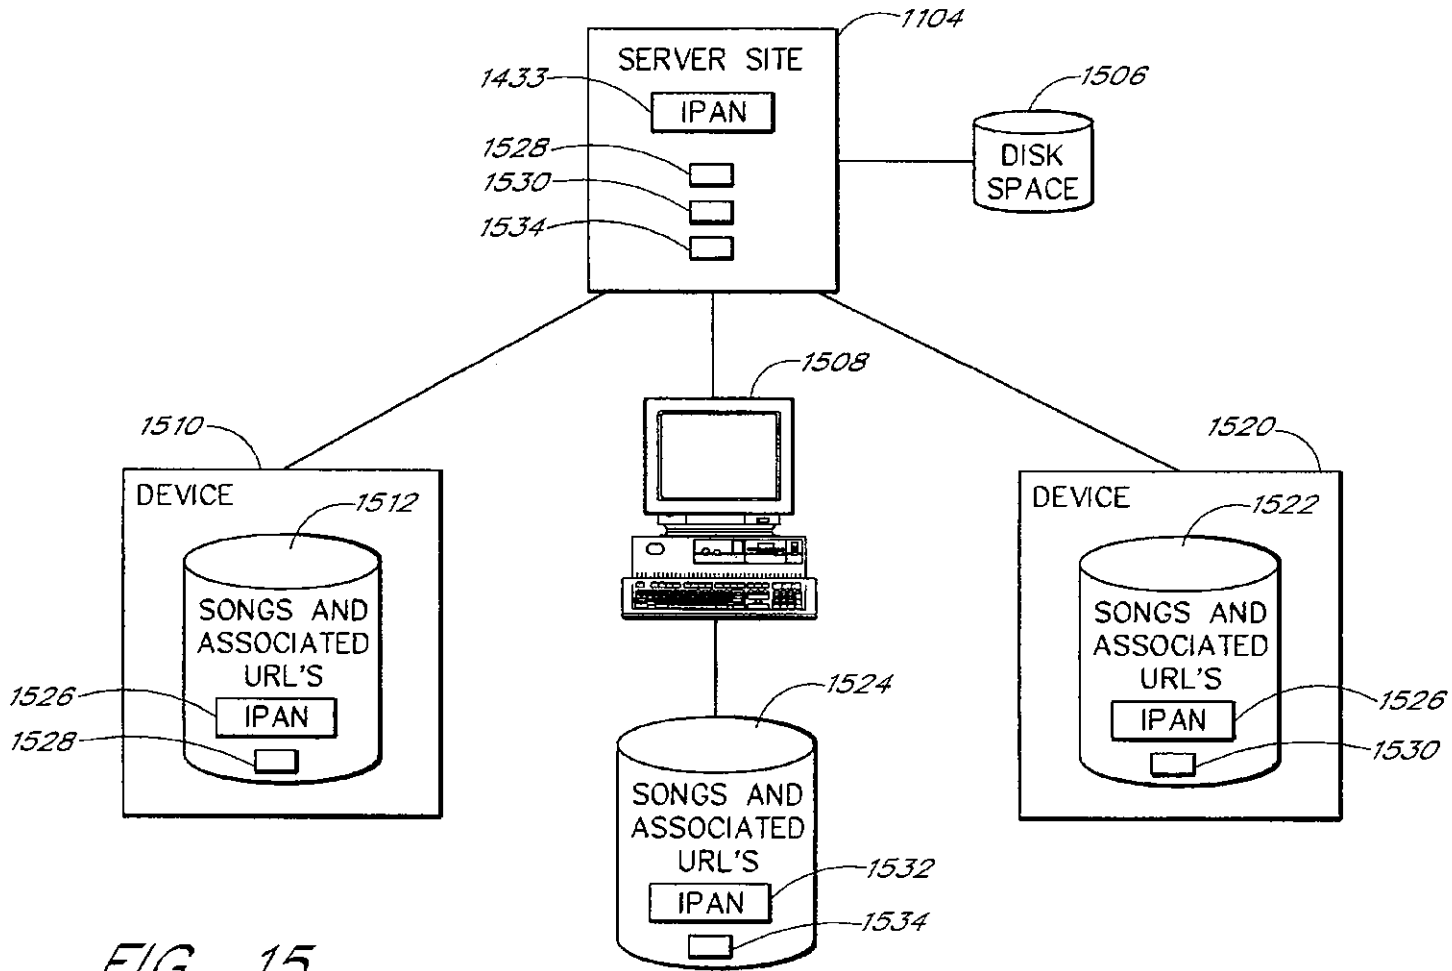 1104
SERVER SITE
1433
IPAN
1506
DISK
SPACE
1528
1530
1534
1508
1510
DEVICE
1512
SONGS AND
ASSOCIATED
URL'S
1526
IPAN
1528
1520
DEVICE
1522
SONGS AND
ASSOCIATED
URL'S
1526
IPAN
1530
1524
SONGS AND
ASSOCIATED
URL'S
1532
IPAN
1534
FIG. 15